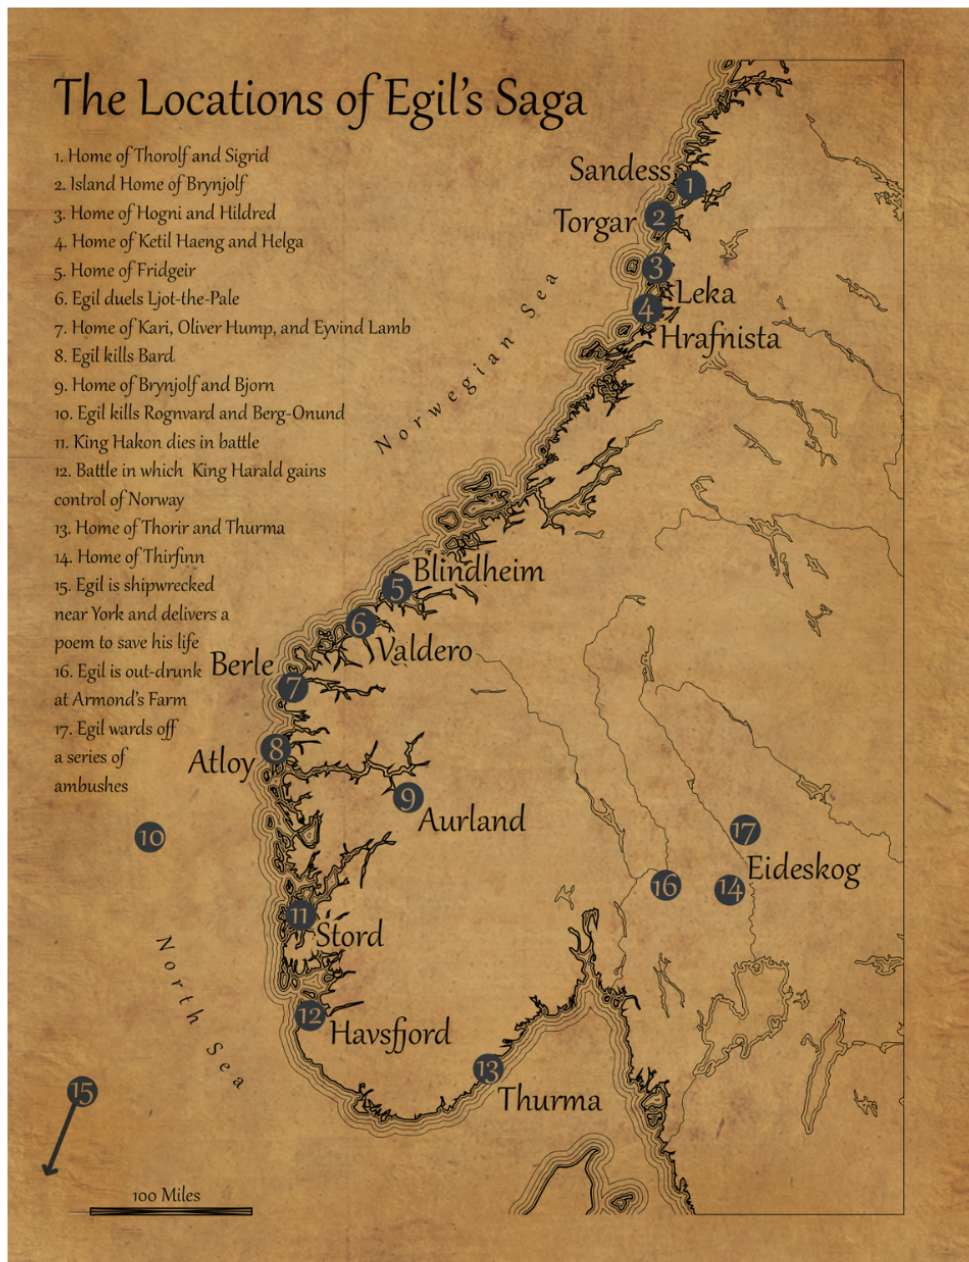 The Locations of Egil's Saga
1. Home of Thorolf and Sigrid
2. Island Home of Brynjolf
3. Home of Hogni and Hildred
4. Home of Ketil Haeng and Helga
5. Home of Fridgeir
6. Egil duels Ljot-the-Pale
7. Home of Kari, Oliver Hump, and Eyvind Lamb
8. Egil kills Bard
9. Home of Brynjolf and Bjorn
10. Egil kills Rognvard and Berg-Onund
11. King Hakon dies in battle
12. Battle in which King Harald gains
control of Norway
13. Home of Thorir and Thurma
14. Home of Thirfinn
15. Egil is shipwrecked
near York and delivers a
poem to save his life
16. Egil is out-drunk
at Armond's Farm
17. Egil wards off
a series of
ambushes
Sandess
1
Torgar
2
3
Leka
4
Hrafnista
Norwegian Sea
Blindheim
5
6
Valdero
Berle
7
Atloy
8
9
Aurland
10
17
Eideskog
16
14
11
Stord
North Sea
12
Havsfjord
13
Thurma
15
100 Miles